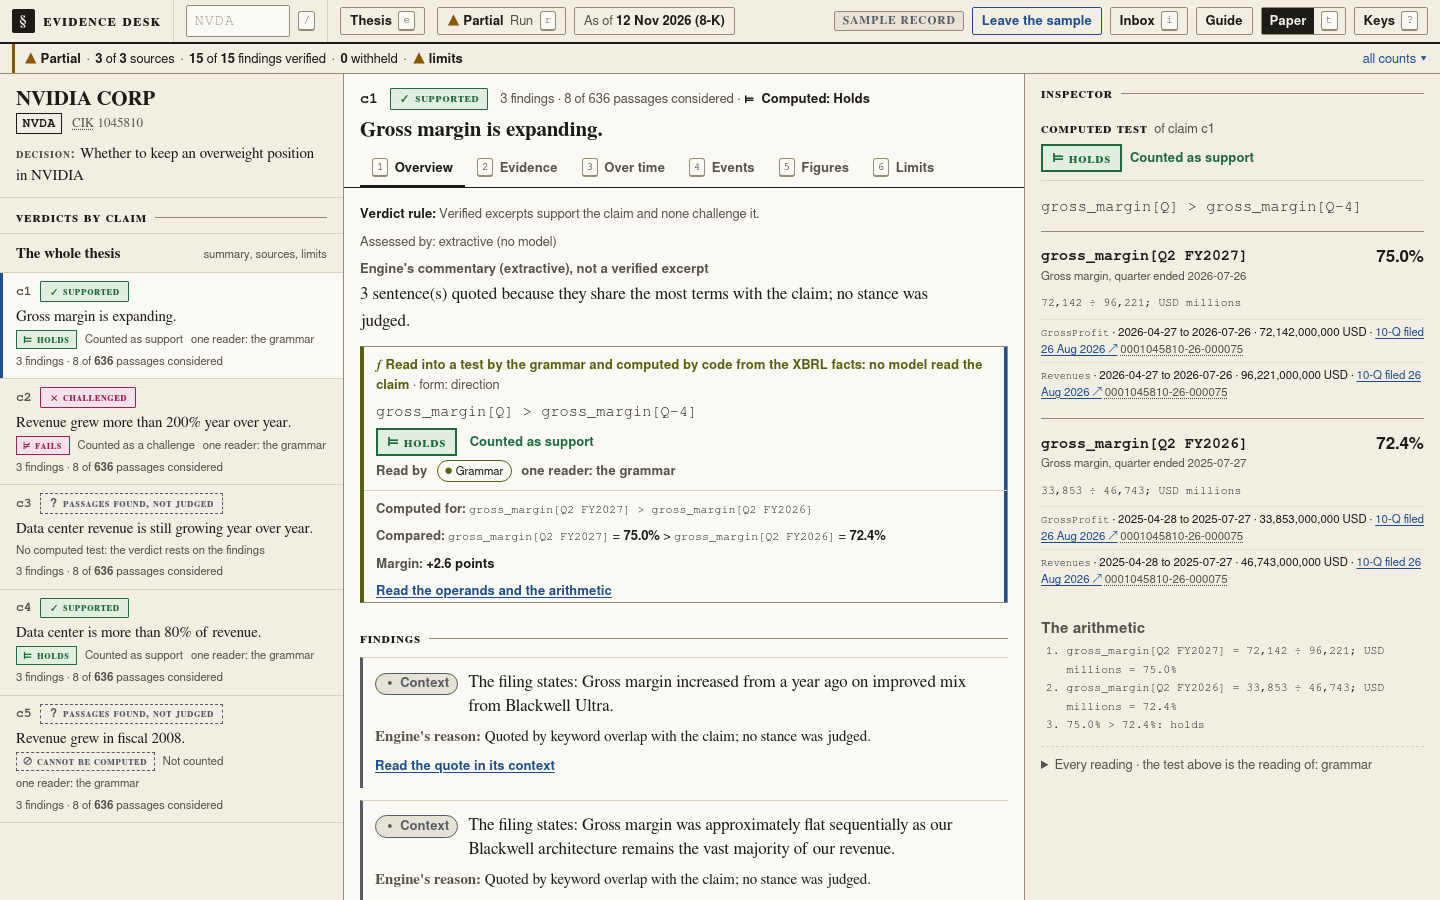 § EVIDENCE DESK NVDA / Thesis e Partial Run r As of 12 Nov 2026 (8-K) SAMPLE RECORD Leave the sample Inbox i Guide Paper t Keys ?
Partial · 3 of 3 sources · 15 of 15 findings verified · 0 withheld · limits all counts
NVIDIA CORP
NVDA CIK 1045810
DECISION: Whether to keep an overweight position
in NVIDIA
VERDICTS BY CLAIM
The whole thesis summary, sources, limits
c1 ✓ SUPPORTED
Gross margin is expanding.
⊨ HOLDS Counted as support one reader: the grammar
3 findings · 8 of 636 passages considered
c2 × CHALLENGED
Revenue grew more than 200% year over year.
⊭ FAILS Counted as a challenge one reader: the grammar
3 findings · 8 of 636 passages considered
c3 ? PASSAGES FOUND, NOT JUDGED
Data center revenue is still growing year over year.
No computed test: the verdict rests on the findings
3 findings · 8 of 636 passages considered
c4 ✓ SUPPORTED
Data center is more than 80% of revenue.
⊨ HOLDS Counted as support one reader: the grammar
3 findings · 8 of 636 passages considered
c5 ? PASSAGES FOUND, NOT JUDGED
Revenue grew in fiscal 2008.
⊘ CANNOT BE COMPUTED Not counted
one reader: the grammar
3 findings · 8 of 636 passages considered
c1 ✓ SUPPORTED 3 findings · 8 of 636 passages considered · ⊨ Computed: Holds
Gross margin is expanding.
1 Overview 2 Evidence 3 Over time 4 Events 5 Figures 6 Limits
Verdict rule: Verified excerpts support the claim and none challenge it.
Assessed by: extractive (no model)
Engine's commentary (extractive), not a verified excerpt
3 sentence(s) quoted because they share the most terms with the claim; no stance was
judged.
ƒ Read into a test by the grammar and computed by code from the XBRL facts: no model read the
claim · form: direction
gross_margin[Q] > gross_margin[Q-4]
⊨ HOLDS Counted as support
Read by Grammar one reader: the grammar
Computed for: gross_margin[Q2 FY2027] > gross_margin[Q2 FY2026]
Compared: gross_margin[Q2 FY2027] = 75.0% > gross_margin[Q2 FY2026] = 72.4%
Margin: +2.6 points
Read the operands and the arithmetic
FINDINGS
• Context The filing states: Gross margin increased from a year ago on improved mix
from Blackwell Ultra.
Engine's reason: Quoted by keyword overlap with the claim; no stance was judged.
Read the quote in its context
• Context The filing states: Gross margin was approximately flat sequentially as our
Blackwell architecture remains the vast majority of our revenue.
Engine's reason: Quoted by keyword overlap with the claim; no stance was judged.
INSPECTOR
COMPUTED TEST of claim c1
⊨ HOLDS Counted as support
gross_margin[Q] > gross_margin[Q-4]
gross_margin[Q2 FY2027] 75.0%
Gross margin, quarter ended 2026-07-26
72,142 ÷ 96,221; USD millions
GrossProfit · 2026-04-27 to 2026-07-26 · 72,142,000,000 USD · 10-Q filed
26 Aug 2026 ↗ 0001045810-26-000075
Revenues · 2026-04-27 to 2026-07-26 · 96,221,000,000 USD · 10-Q filed 26
Aug 2026 ↗ 0001045810-26-000075
gross_margin[Q2 FY2026] 72.4%
Gross margin, quarter ended 2025-07-27
33,853 ÷ 46,743; USD millions
GrossProfit · 2025-04-28 to 2025-07-27 · 33,853,000,000 USD · 10-Q filed
26 Aug 2026 ↗ 0001045810-26-000075
Revenues · 2025-04-28 to 2025-07-27 · 46,743,000,000 USD · 10-Q filed 26
Aug 2026 ↗ 0001045810-26-000075
The arithmetic
1. gross_margin[Q2 FY2027] = 72,142 ÷ 96,221; USD
millions = 75.0%
2. gross_margin[Q2 FY2026] = 33,853 ÷ 46,743; USD
millions = 72.4%
3. 75.0% > 72.4%: holds
Every reading · the test above is the reading of: grammar